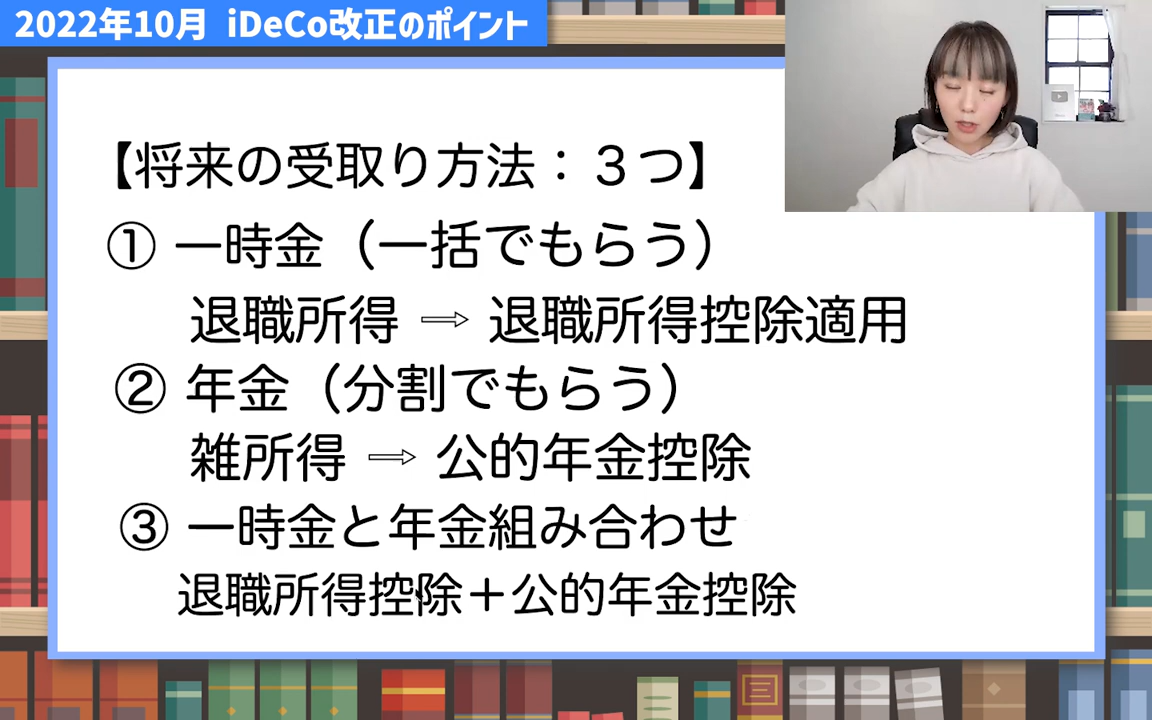 2022年10月 iDeCo改正のポイント
【将来の受取り方法：３つ】
① 一時金（一括でもらう）
退職所得 ⇨ 退職所得控除適用
② 年金（分割でもらう）
雑所得 ⇨ 公的年金控除
③ 一時金と年金組み合わせ
退職所得控除＋公的年金控除